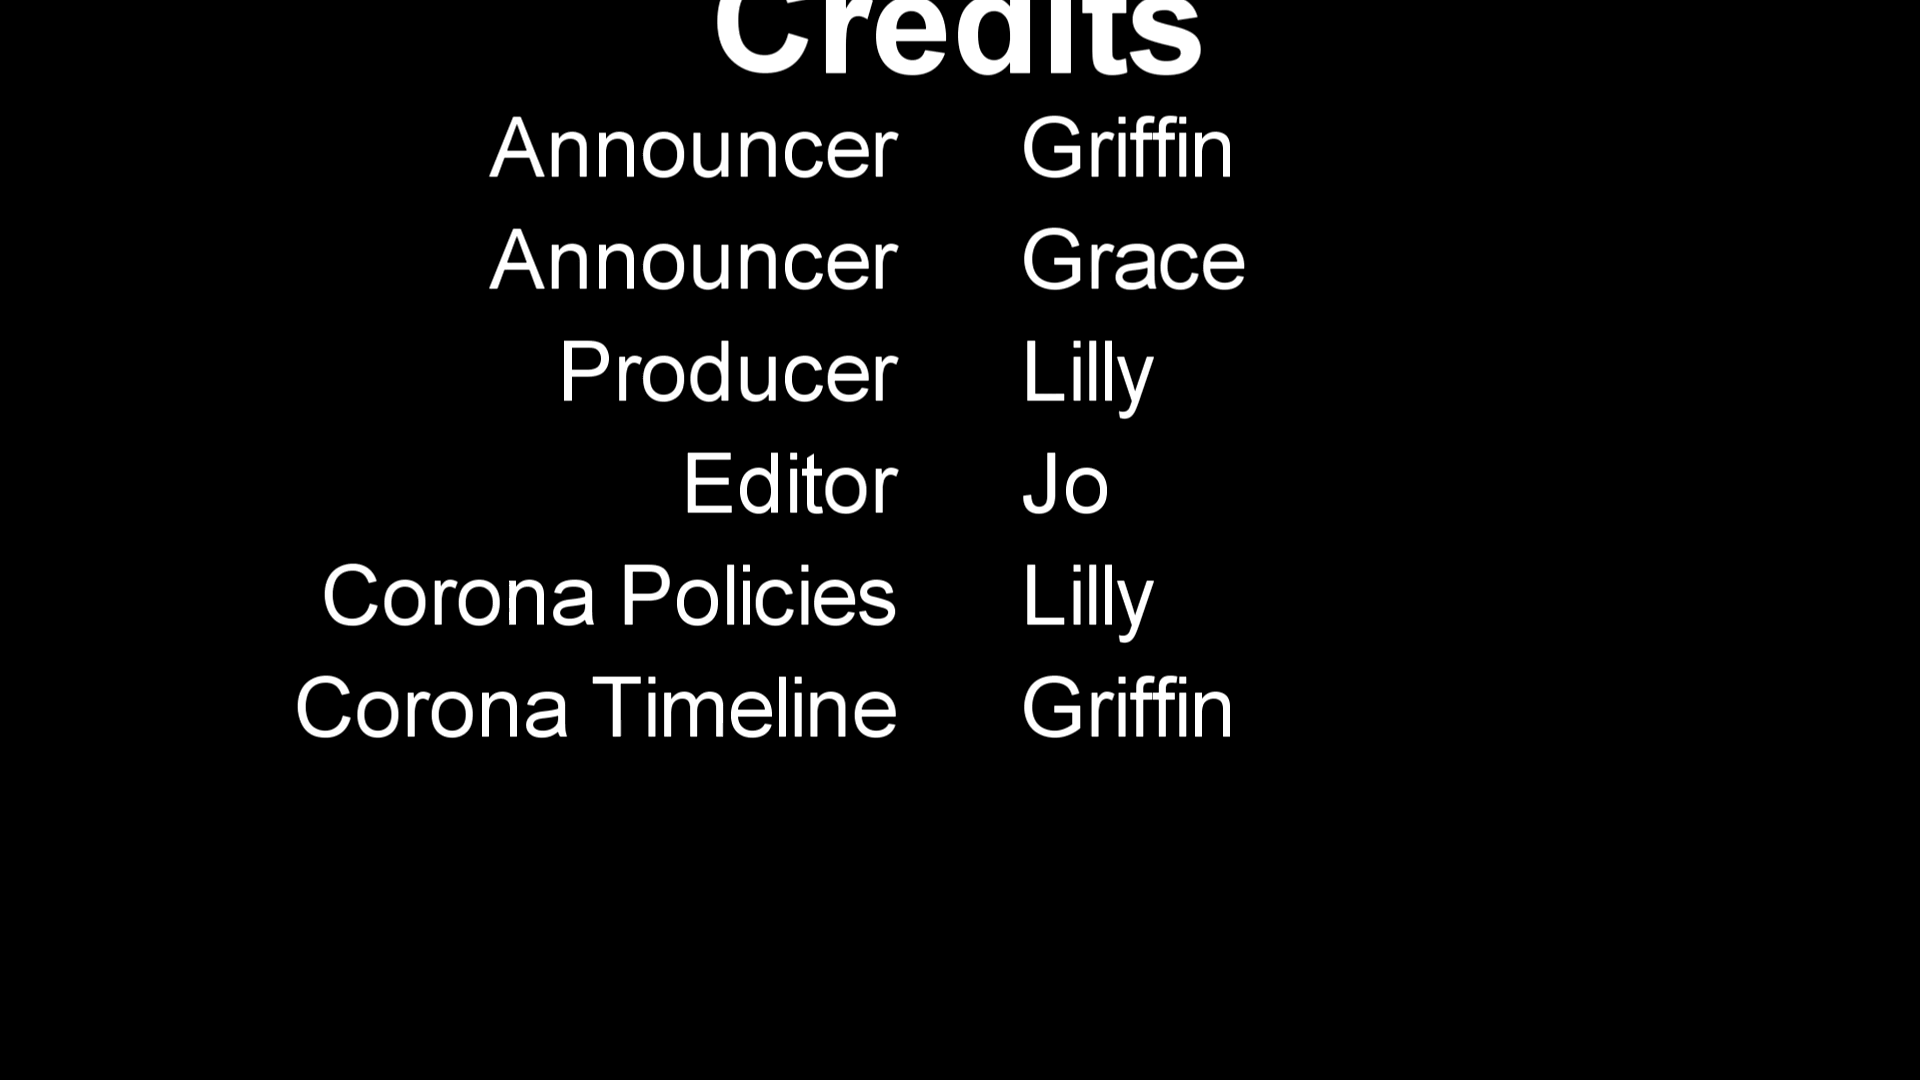 Credits
Announcer Griffin
Announcer Grace
Producer Lilly
Editor Jo
Corona Policies Lilly
Corona Timeline Griffin